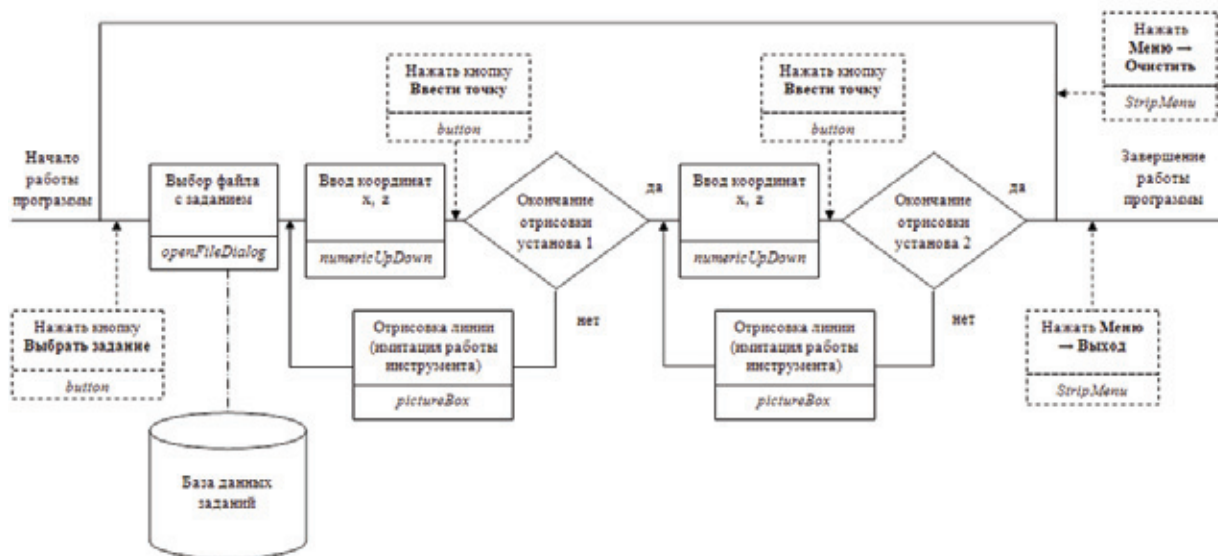 Нажать
Меню →
Очистить
StripMenu
Нажать кнопку
Ввести точку
button
Нажать кнопку
Ввести точку
button
Начало
работы
программы
Выбор файла
с заданием
openFileDialog
Ввод координат
x, z
numericUpDown
Окончание
отрисовки
установа 1
да
Ввод координат
x, z
numericUpDown
Окончание
отрисовки
установа 2
да
Завершение
работы
программы
Нажать кнопку
Выбрать задание
button
Отрисовка линии
(имитация работы
инструмента)
pictureBox
нет
Отрисовка линии
(имитация работы
инструмента)
pictureBox
нет
Нажать Меню
→ Выход
StripMenu
База данных
заданий